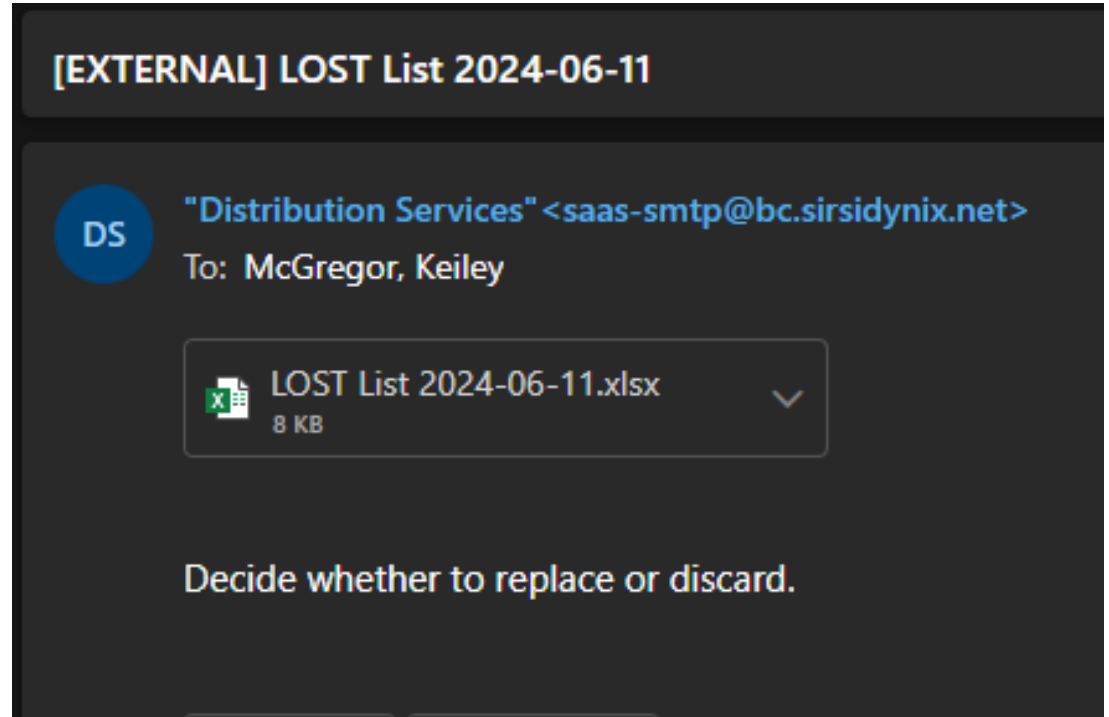 [EXTERNAL] LOST List 2024-06-11
DS
"Distribution Services"<saas-smtp@bc.sirsidynix.net>
To: McGregor, Keiley
X
LOST List 2024-06-11.xlsx
8 KB
Decide whether to replace or discard.